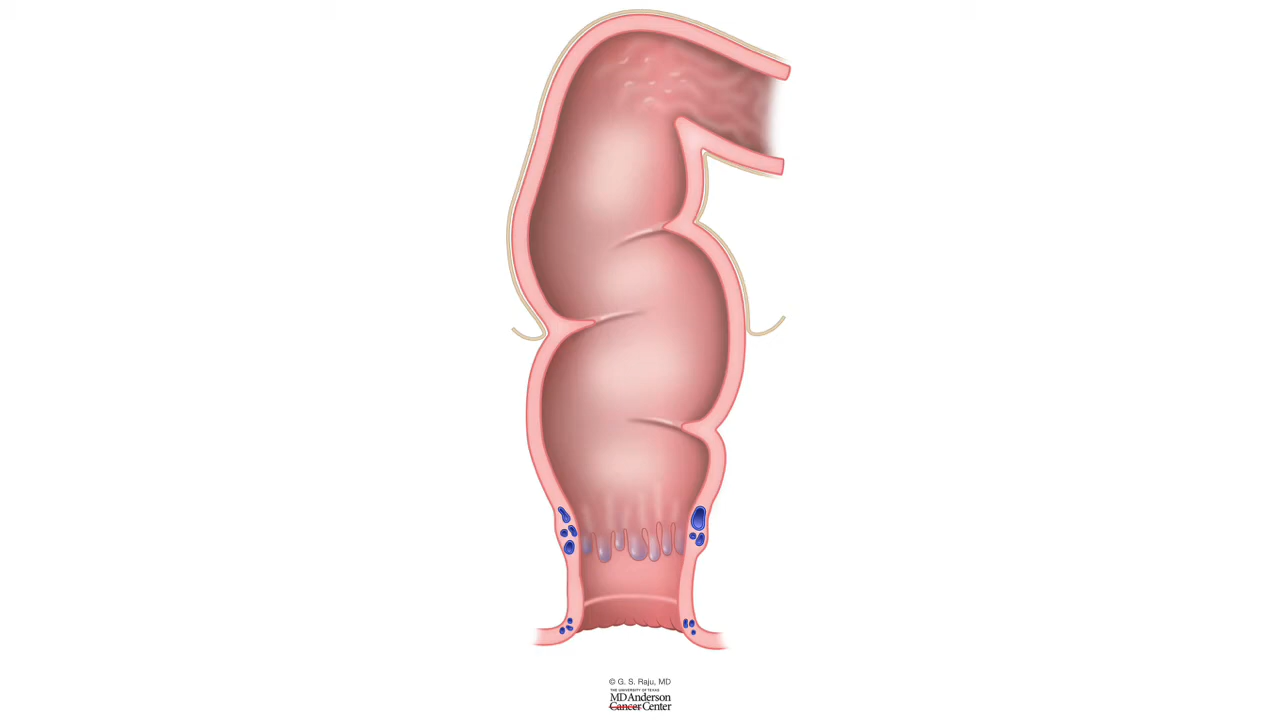 © G. S. Raju, MD
THE UNIVERSITY OF TEXAS
MD Anderson
Cancer Center